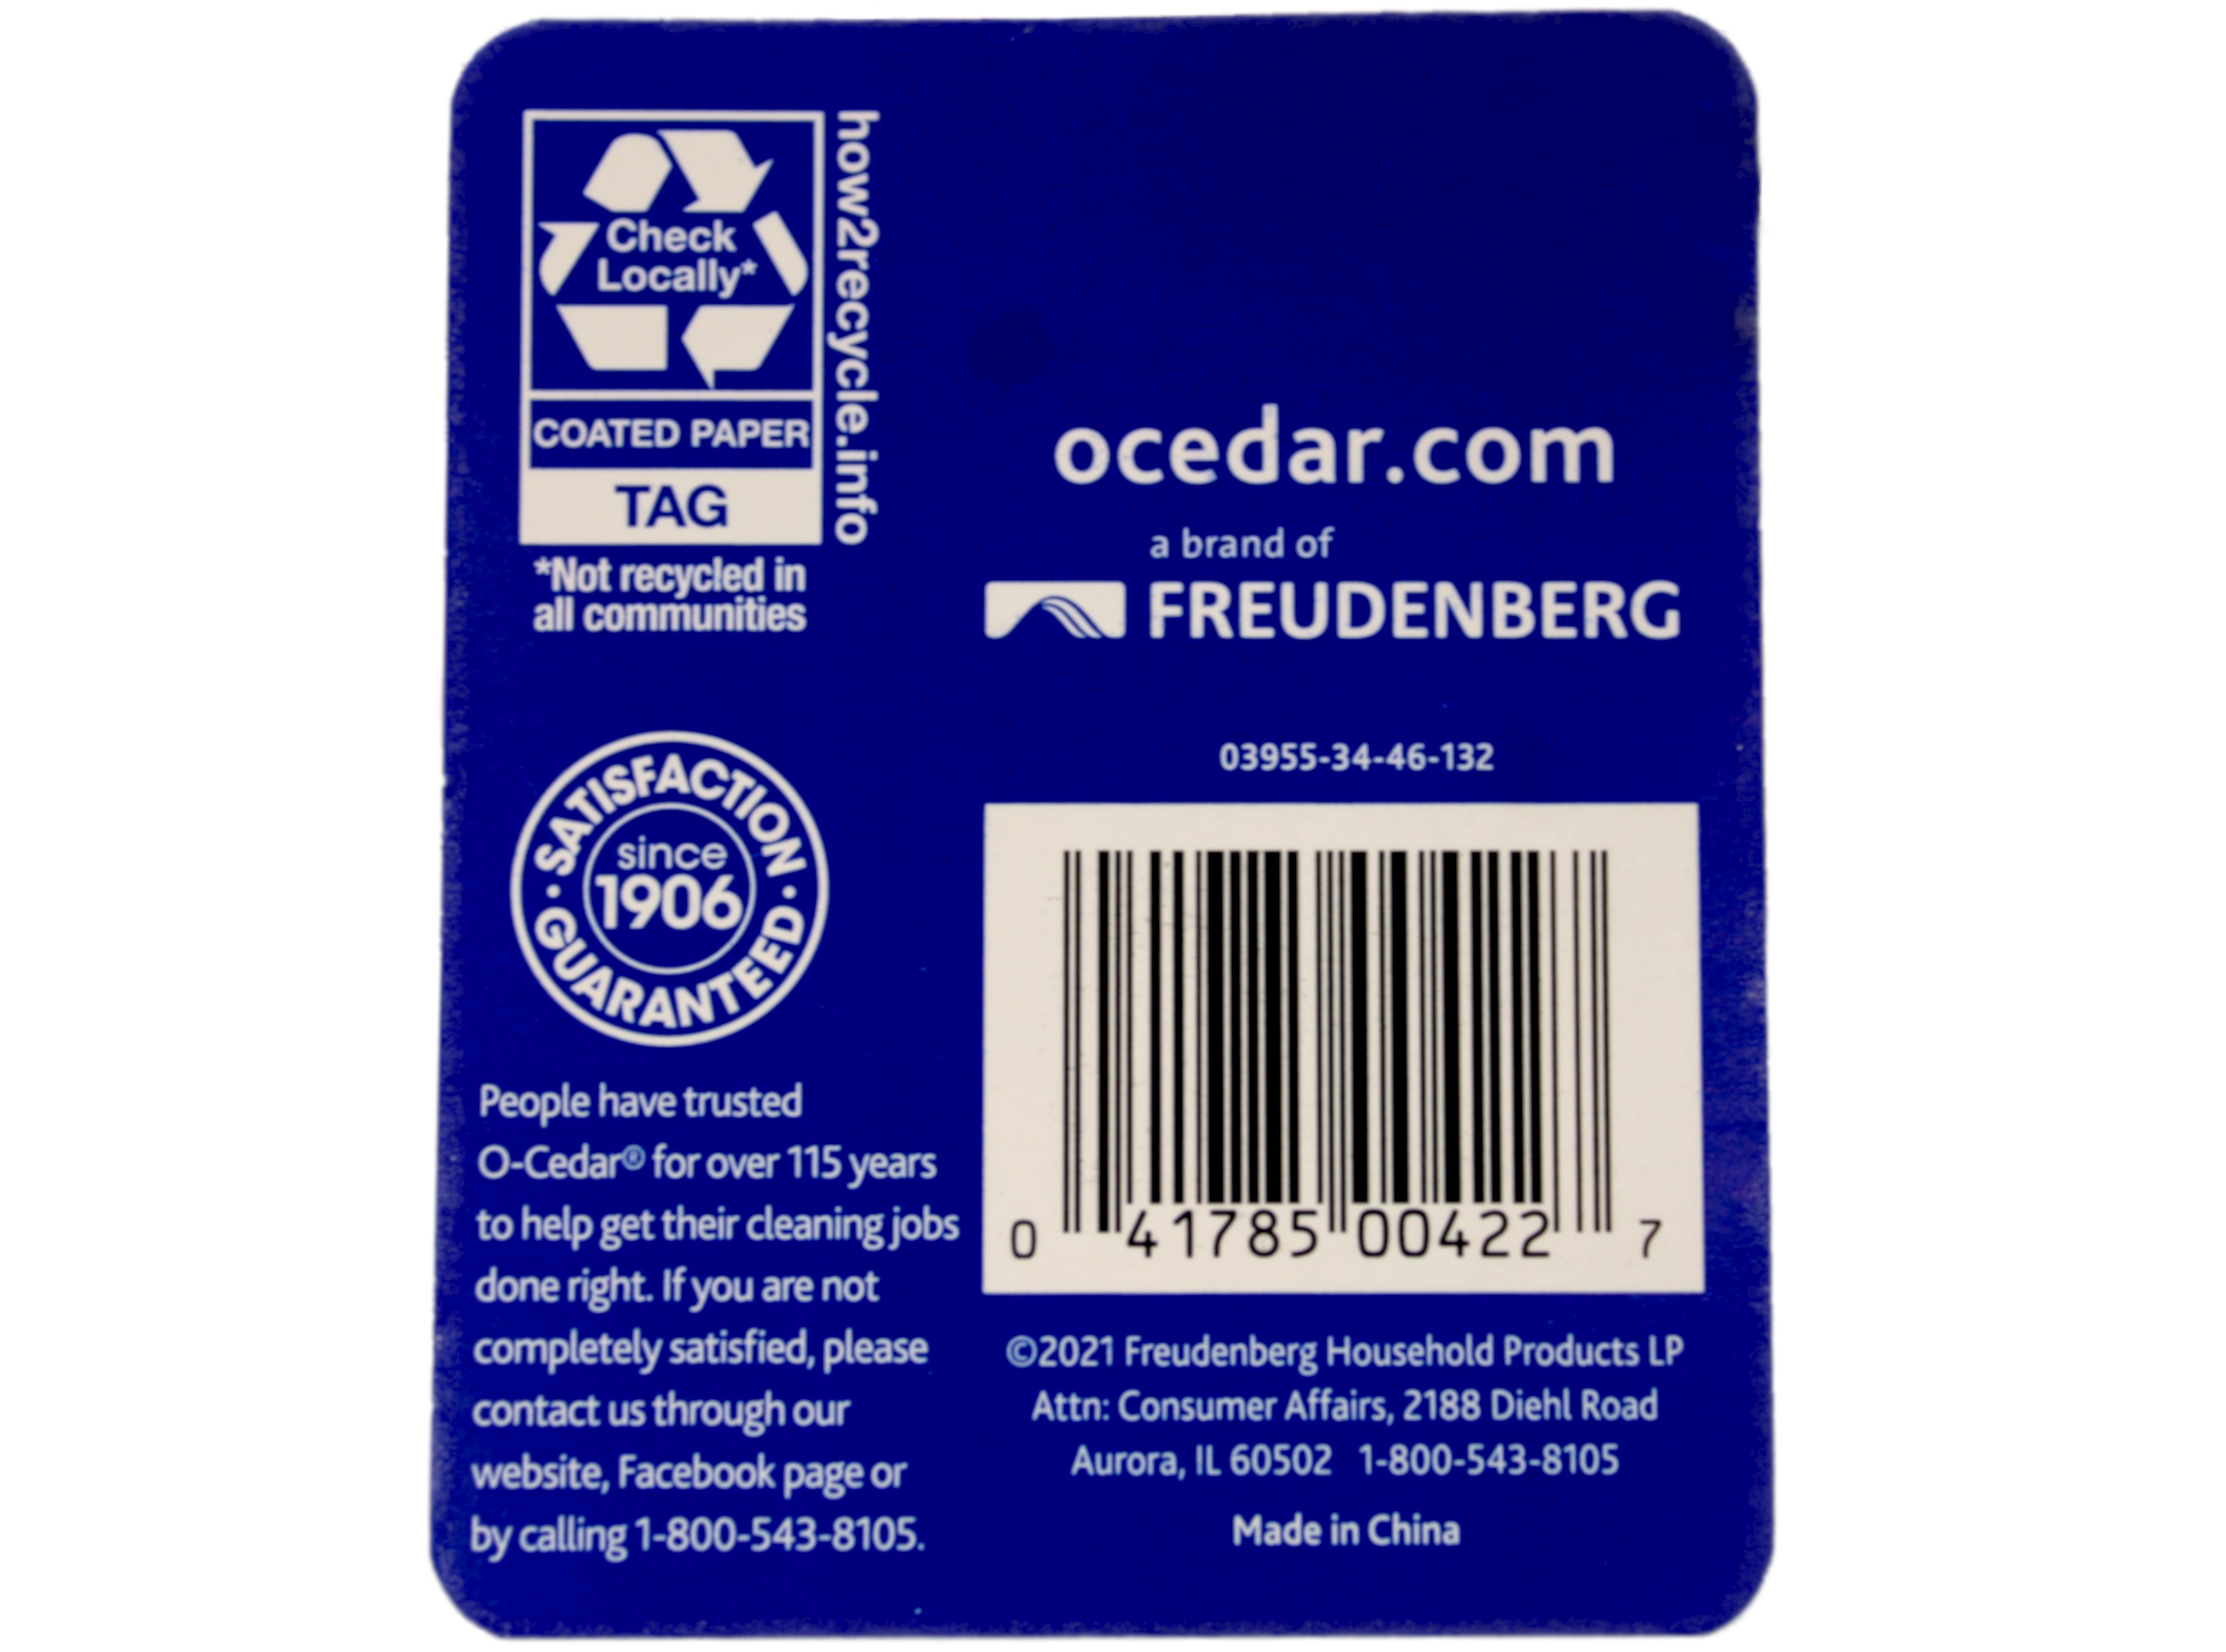 Check
Locally*
COATED PAPER
TAG
how2recycle.info
*Not recycled in
all communities
ocedar.com
a brand of
FREUDENBERG
SATISFACTION
since
1906
GUARANTEED
03955-34-46-132
0 41785 00422 7
People have trusted
O-Cedar® for over 115 years
to help get their cleaning jobs
done right. If you are not
completely satisfied, please
contact us through our
website, Facebook page or
by calling 1-800-543-8105.
©2021 Freudenberg Household Products LP
Attn: Consumer Affairs, 2188 Diehl Road
Aurora, IL 60502 1-800-543-8105
Made in China